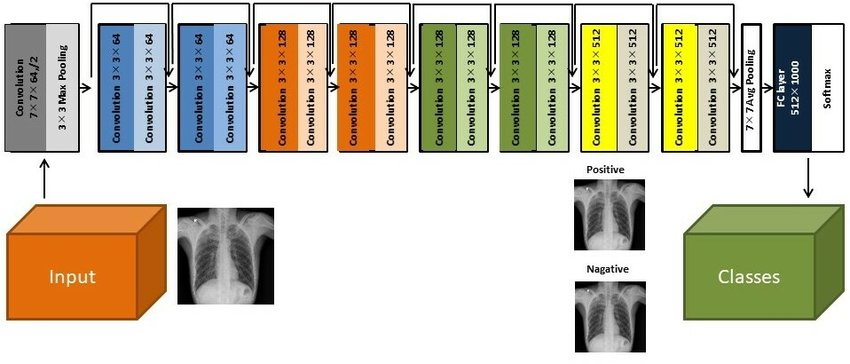 Convolution
7×7×64,/2
3×3 Max Pooling
Convolution 3×3×64
Convolution 3×3×64
Convolution 3×3×64
Convolution 3×3×64
Convolution 3×3×128
Convolution 3×3×128
Convolution 3×3×128
Convolution 3×3×128
Convolution 3×3×128
Convolution 3×3×128
Convolution 3×3×128
Convolution 3×3×128
Convolution 3×3×512
Convolution 3×3×512
Convolution 3×3×512
Convolution 3×3×512
7×7 Avg Pooling
FC layer
512×1000
Softmax
Positive
Input
Nagative
Classes